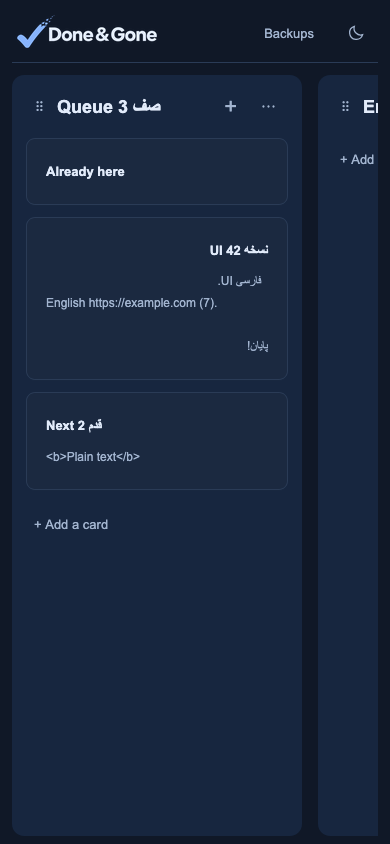 Done & Gone
Backups
Queue 3 صف
Already here
نسخه UI 42
فارسی UI.
English https://example.com (7).
پایان!
Next 2 قدم
<b>Plain text</b>
+ Add a card
+ Add